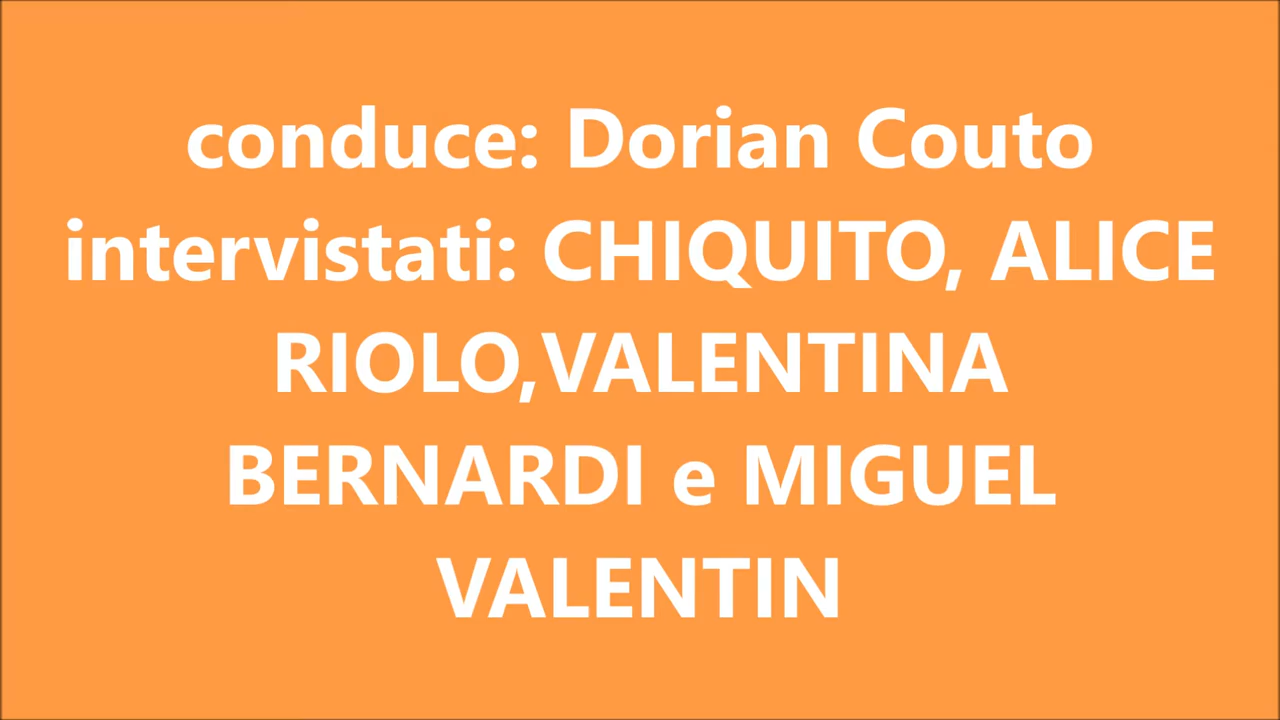 conduce: Dorian Couto
intervistati: CHIQUITO, ALICE
RIOLO,VALENTINA
BERNARDI e MIGUEL
VALENTIN